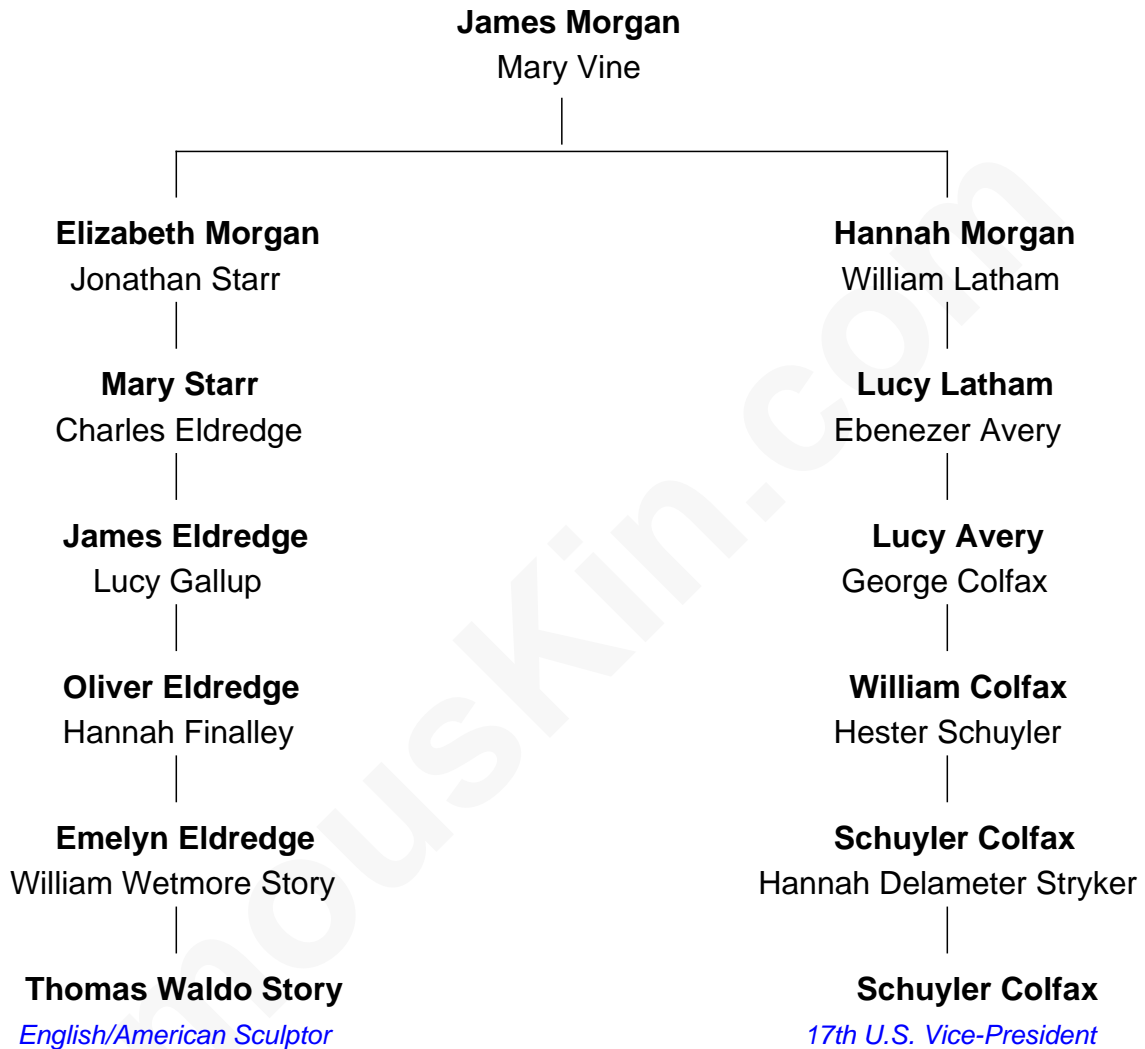 James Morgan
Mary Vine
Elizabeth Morgan
Jonathan Starr
Mary Starr
Charles Eldredge
James Eldredge
Lucy Gallup
Oliver Eldredge
Hannah Finalley
Emelyn Eldredge
William Wetmore Story
Thomas Waldo Story
English/American Sculptor
Hannah Morgan
William Latham
Lucy Latham
Ebenezer Avery
Lucy Avery
George Colfax
William Colfax
Hester Schuyler
Schuyler Colfax
Hannah Delameter Stryker
Schuyler Colfax
17th U.S. Vice-President
mouskin.com